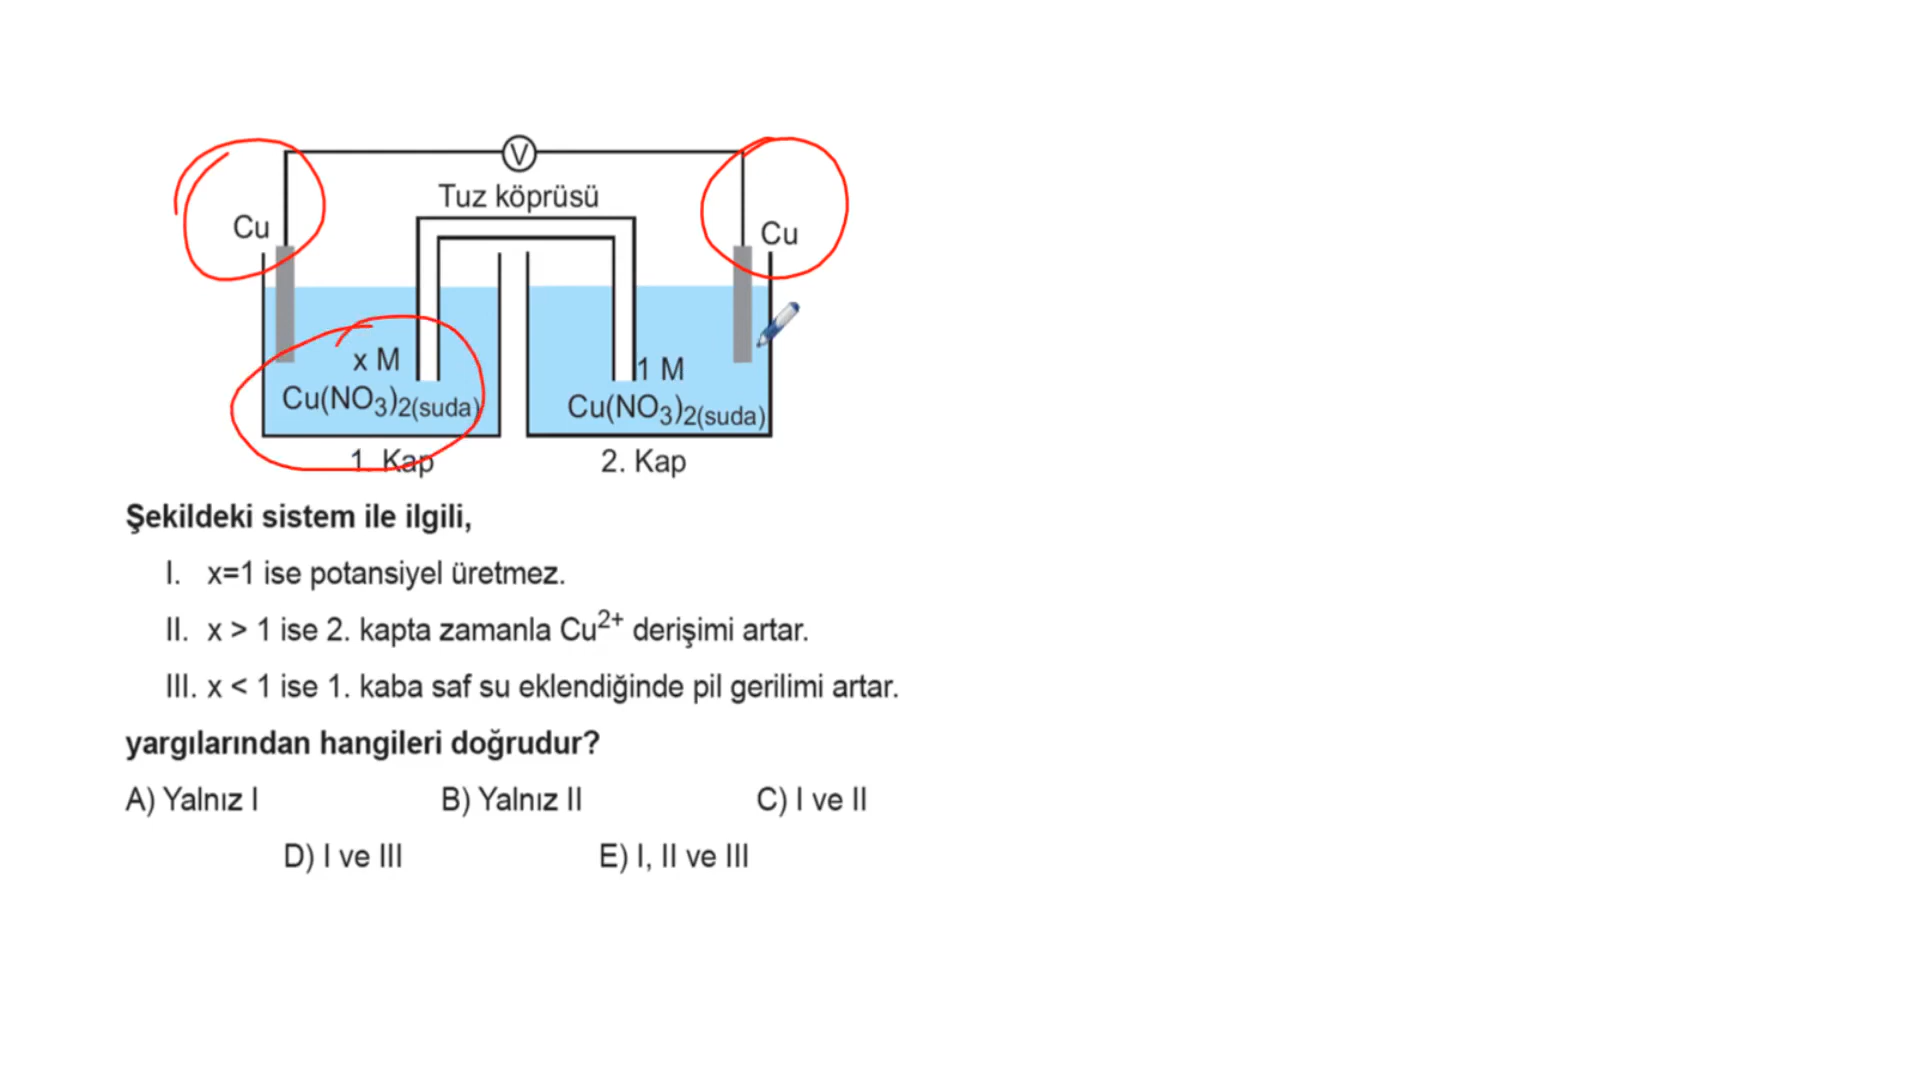 V
Tuz köprüsü
Cu
Cu
x M
Cu(NO3)2(suda)
1 M
Cu(NO3)2(suda)
1. Kap
2. Kap
Şekildeki sistem ile ilgili,
I. x=1 ise potansiyel üretmez.
II. x > 1 ise 2. kapta zamanla Cu2+ derişimi artar.
III. x < 1 ise 1. kaba saf su eklendiğinde pil gerilimi artar.
yargılarından hangileri doğrudur?
A) Yalnız I B) Yalnız II C) I ve II
D) I ve III E) I, II ve III